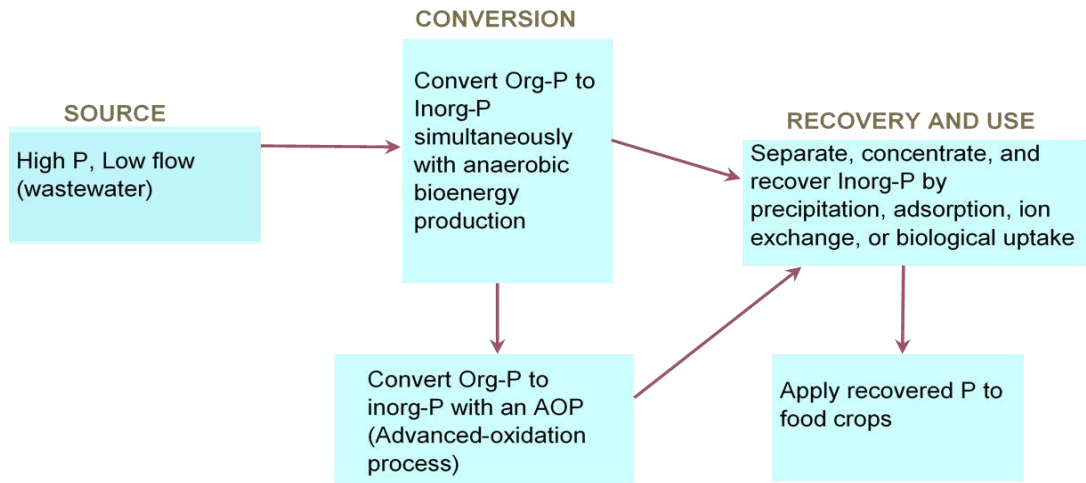 SOURCE
High P, Low flow
(wastewater)
CONVERSION
Convert Org-P to
Inorg-P
simultaneously
with anaerobic
bioenergy
production
Convert Org-P to
inorg-P with an AOP
(Advanced-oxidation
process)
RECOVERY AND USE
Separate, concentrate, and
recover Inorg-P by
precipitation, adsorption, ion
exchange, or biological uptake
Apply recovered P to
food crops